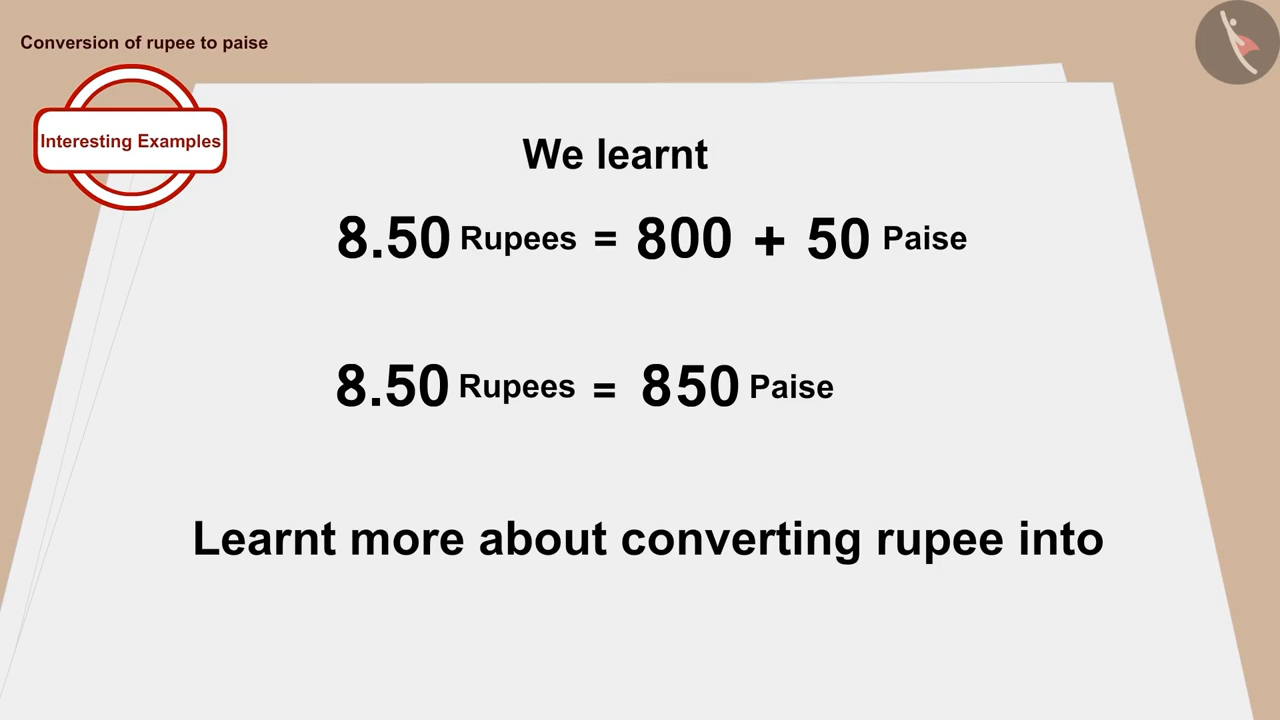 Conversion of rupee to paise
Interesting Examples
We learnt
8.50 Rupees = 800 + 50 Paise
8.50 Rupees = 850 Paise
Learnt more about converting rupee into